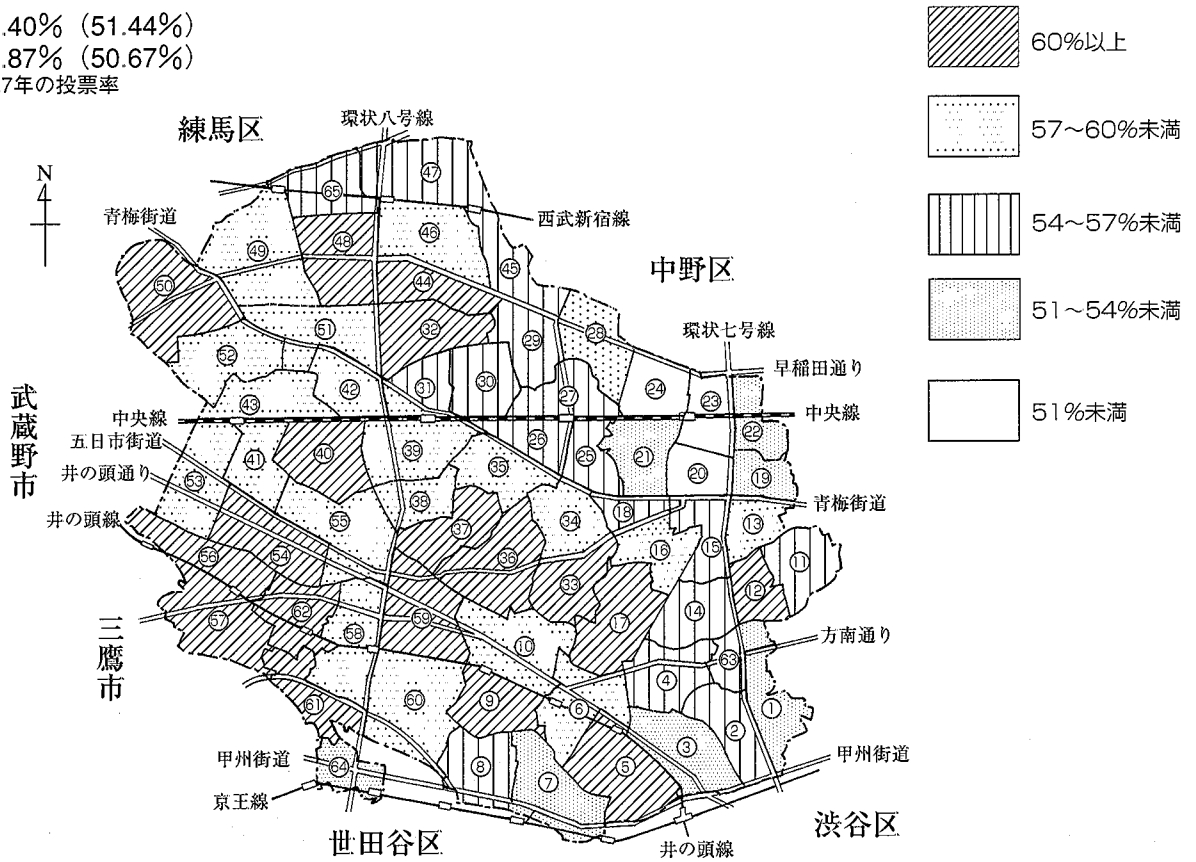 .40% (51.44%)
.87% (50.67%)
7年の投票率
60%以上
57～60%未満
54～57%未満
51～54%未満
51%未満
N
練馬区
環状八号線
西武新宿線
青梅街道
中野区
環状七号線
早稲田通り
武蔵野市
中央線
中央線
五日市街道
井の頭通り
井の頭線
青梅街道
三鷹市
方南通り
甲州街道
甲州街道
京王線
世田谷区
井の頭線
渋谷区
㊼
65
㊽
㊻
㊾
㊺
㊿
㊹
51
㉜
㉙
㉘
52
㊷
㉛
㉚
㉗
㉔
㉓
㊸
㉖
㉕
㉑
㉒
㊶
㊵
㊴
㉟
⑳
⑲
53
㊳
⑱
55
㊲
㉞
⑬
56
54
㊱
⑯
⑮
⑪
57
62
59
㉝
⑫
58
⑰
⑭
⑩
63
61
60
⑨
⑥
④
①
②
64
⑧
⑦
⑤
③